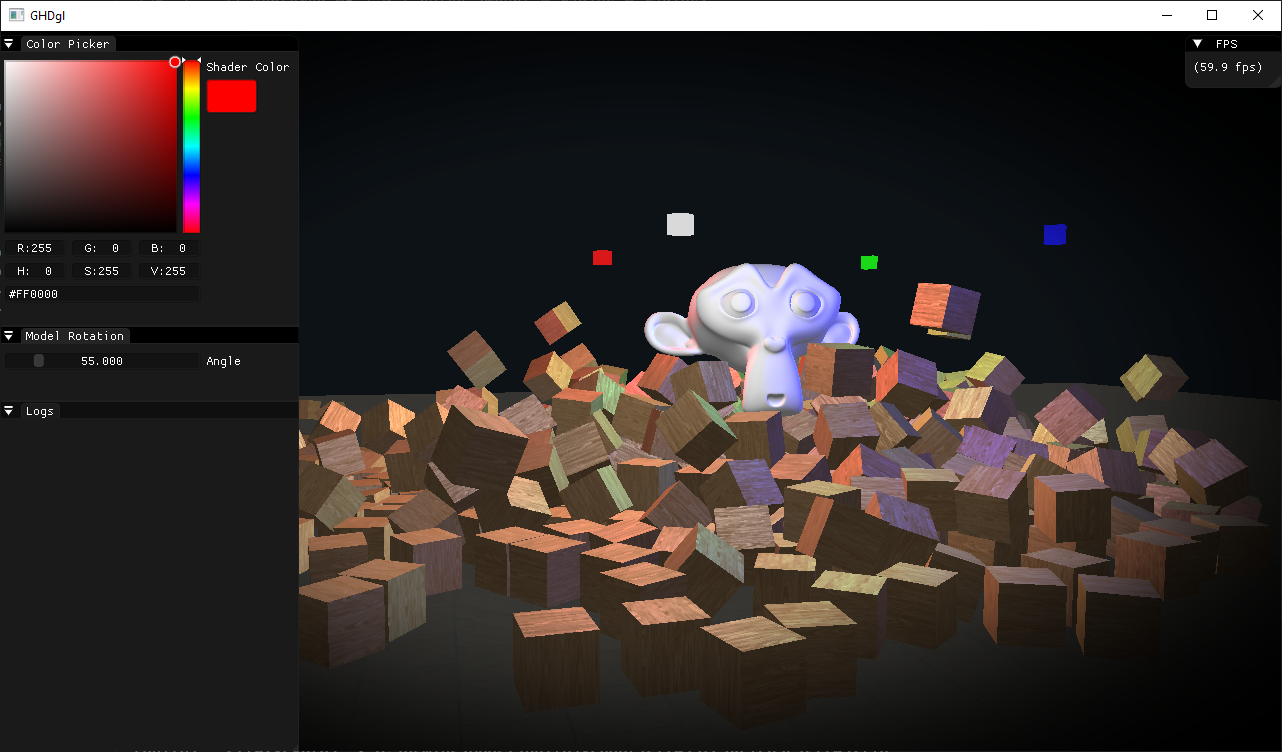 GHDgl
Color Picker
Shader Color
R:255 G: 0 B: 0
H: 0 S:255 V:255
#FF0000
Model Rotation
55.000 Angle
Logs
FPS
(59.9 fps)